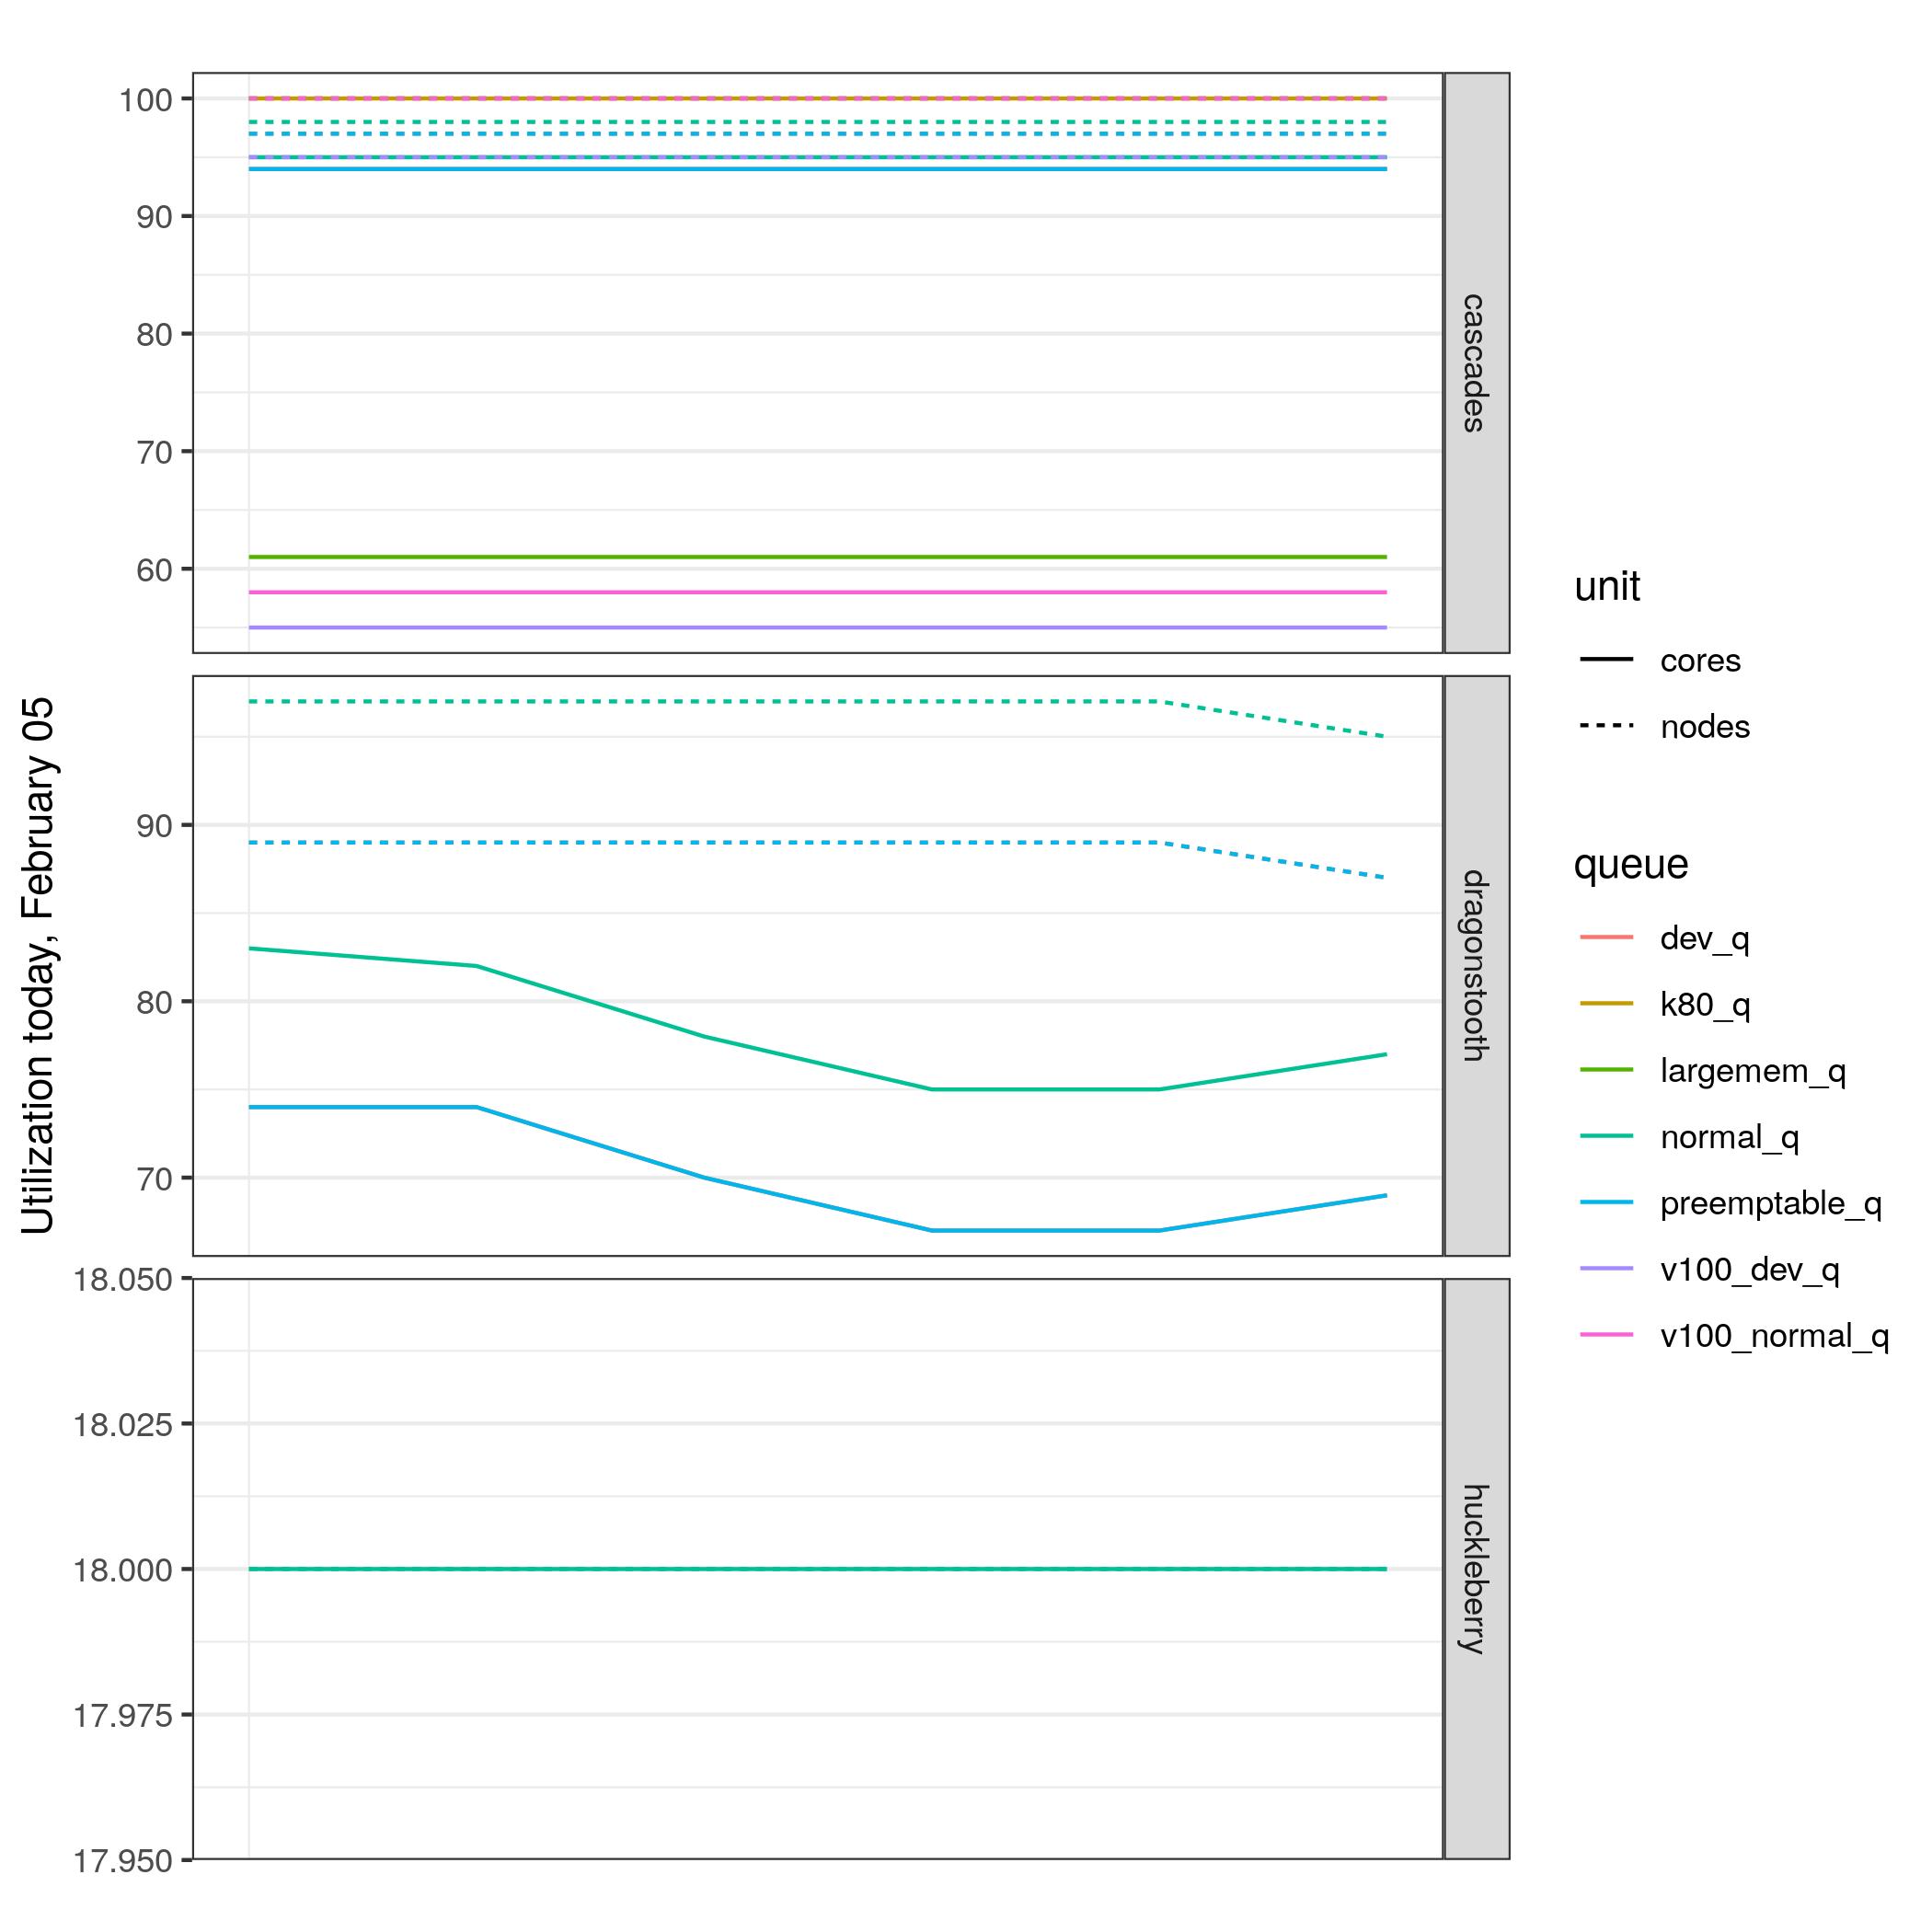 Utilization today, February 05
100
90
80
70
60
cascades
90
80
70
dragonstooth
18.050
18.025
18.000
17.975
17.950
huckleberry
unit
cores
nodes
queue
dev_q
k80_q
largemem_q
normal_q
preemptable_q
v100_dev_q
v100_normal_q